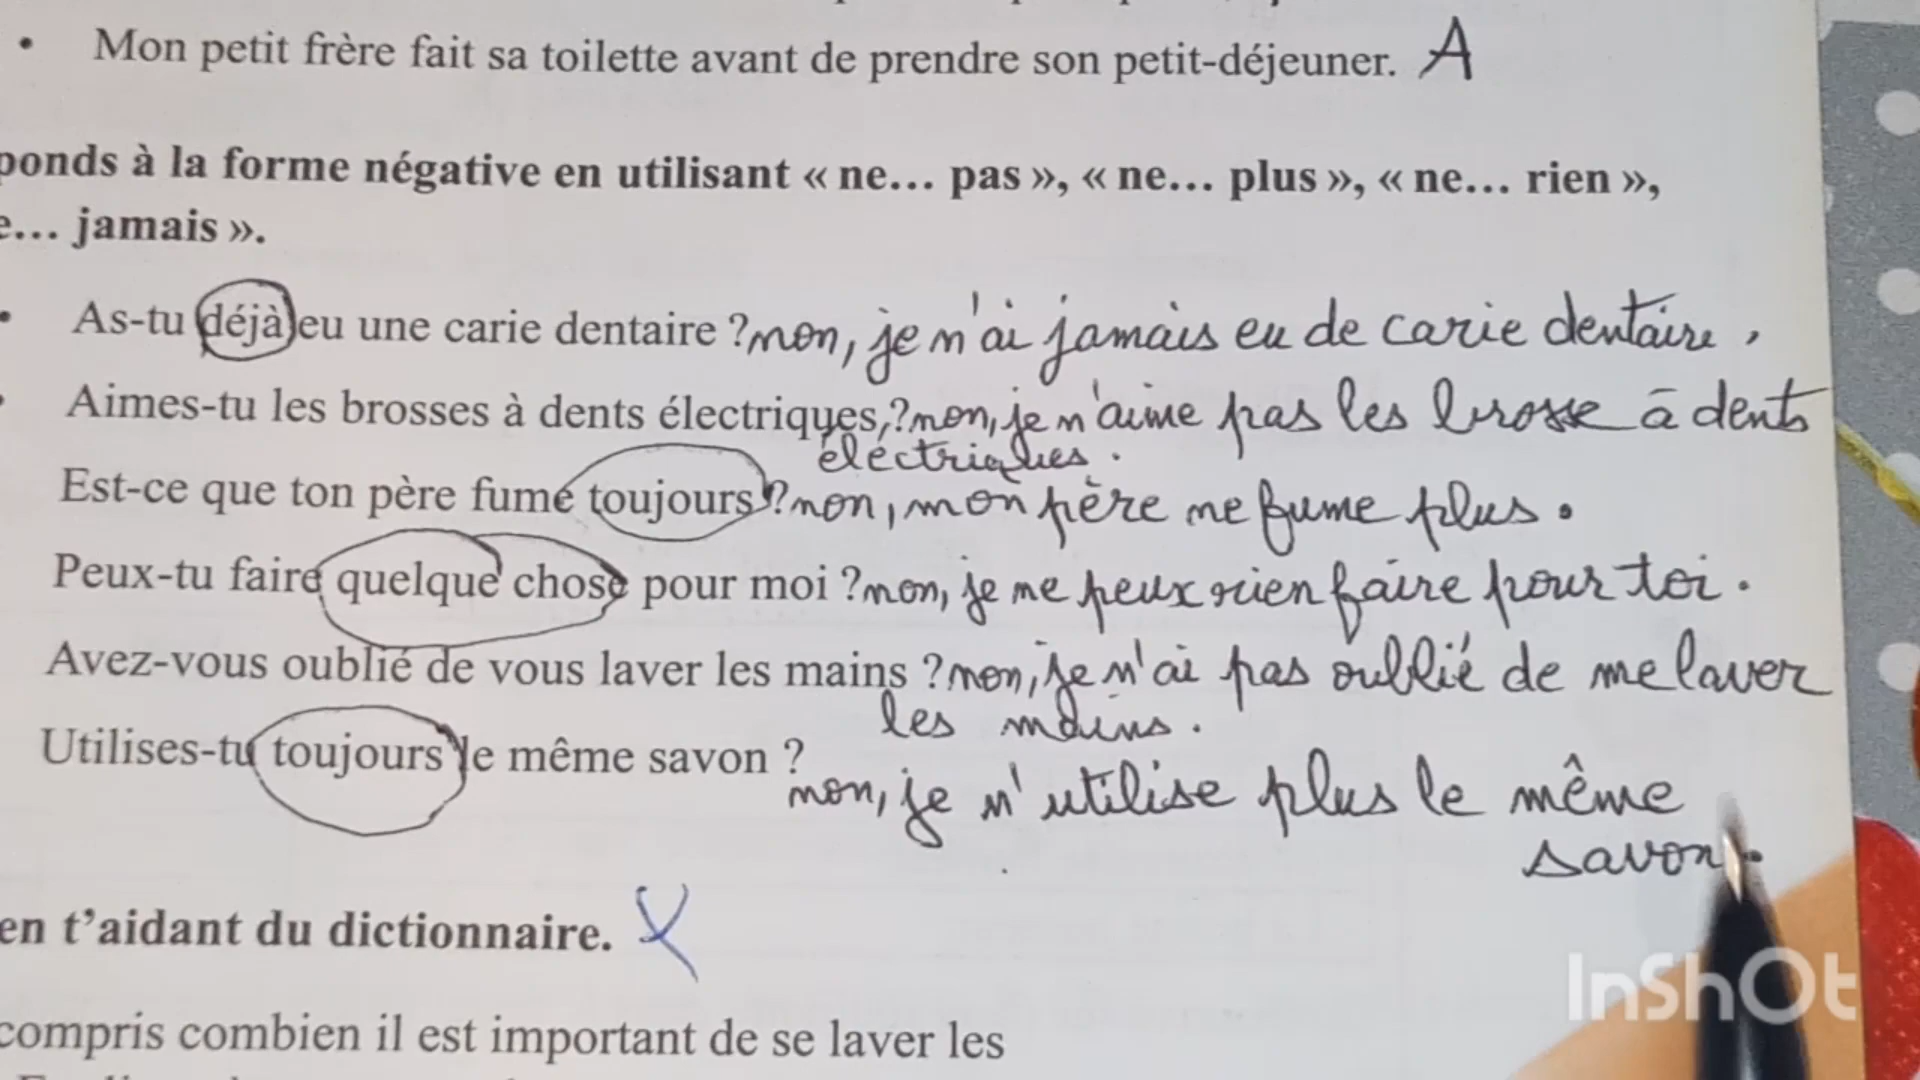 • Mon petit frère fait sa toilette avant de prendre son petit-déjeuner. A
ponds à la forme négative en utilisant « ne... pas », « ne... plus », « ne... rien »,
e... jamais ».
• As-tu déjà eu une carie dentaire ? non, je n'ai jamais eu de carie dentaire,
Aimes-tu les brosses à dents électriques,? non, je n'aime pas les brosse à dents
électriques.
Est-ce que ton père fume toujours ? non, mon père ne fume plus.
Peux-tu faire quelque chose pour moi ? non, je ne peux rien faire pour toi.
Avez-vous oublié de vous laver les mains ? non, je n'ai pas oublié de me laver
les mains.
Utilises-tu toujours le même savon ?
non, je n'utilise plus le même
savon.
en t'aidant du dictionnaire.
compris combien il est important de se laver les
InShOt